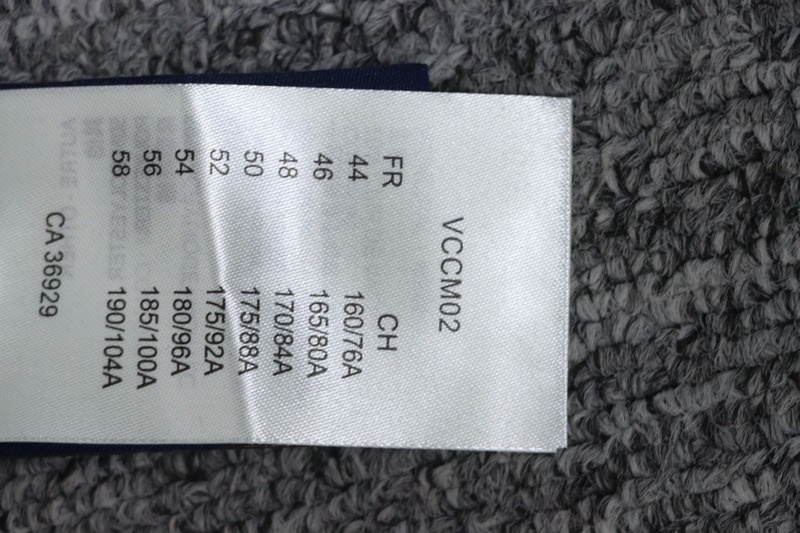 VCCM02
FR CH
44 160/76A
46 165/80A
48 170/84A
50 175/88A
52 175/92A
54 180/96A
56 185/100A
58 190/104A
CA 36929